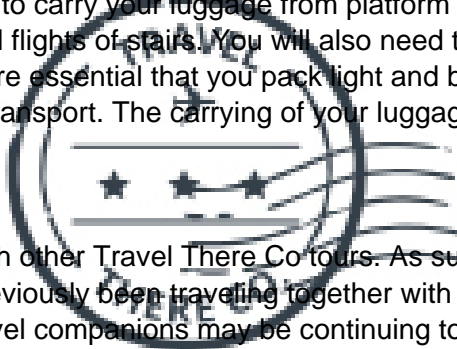 to carry your luggage from platform
l flights of stairs. You will also need t
re essential that you pack light and b
ansport. The carrying of your luggag
TRAVEL
THERE CO.
h other Travel There Co tours. As su
eviously been traveling together with
vel companions may be continuing to